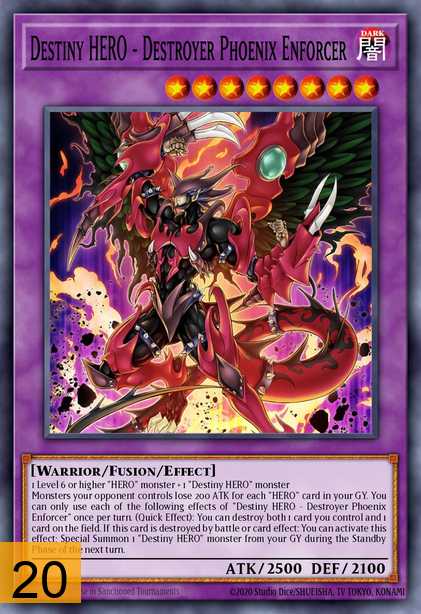 DESTINY HERO - DESTROYER PHOENIX ENFORCER
DARK
闇
[WARRIOR/FUSION/EFFECT]
1 Level 6 or higher "HERO" monster + 1 "Destiny HERO" monster
Monsters your opponent controls lose 200 ATK for each "HERO" card in your GY. You
can only use each of the following effects of "Destiny HERO - Destroyer Phoenix
Enforcer" once per turn. (Quick Effect): You can destroy both 1 card you control and 1
card on the field. If this card is destroyed by battle or card effect: You can activate this
effect; Special Summon 1 "Destiny HERO" monster from your GY during the Standby
Phase of the next turn.
ATK/2500 DEF/2100
20
in Sanctioned Tournaments
©2020 Studio Dice/SHUEISHA, TV TOKYO, KONAMI